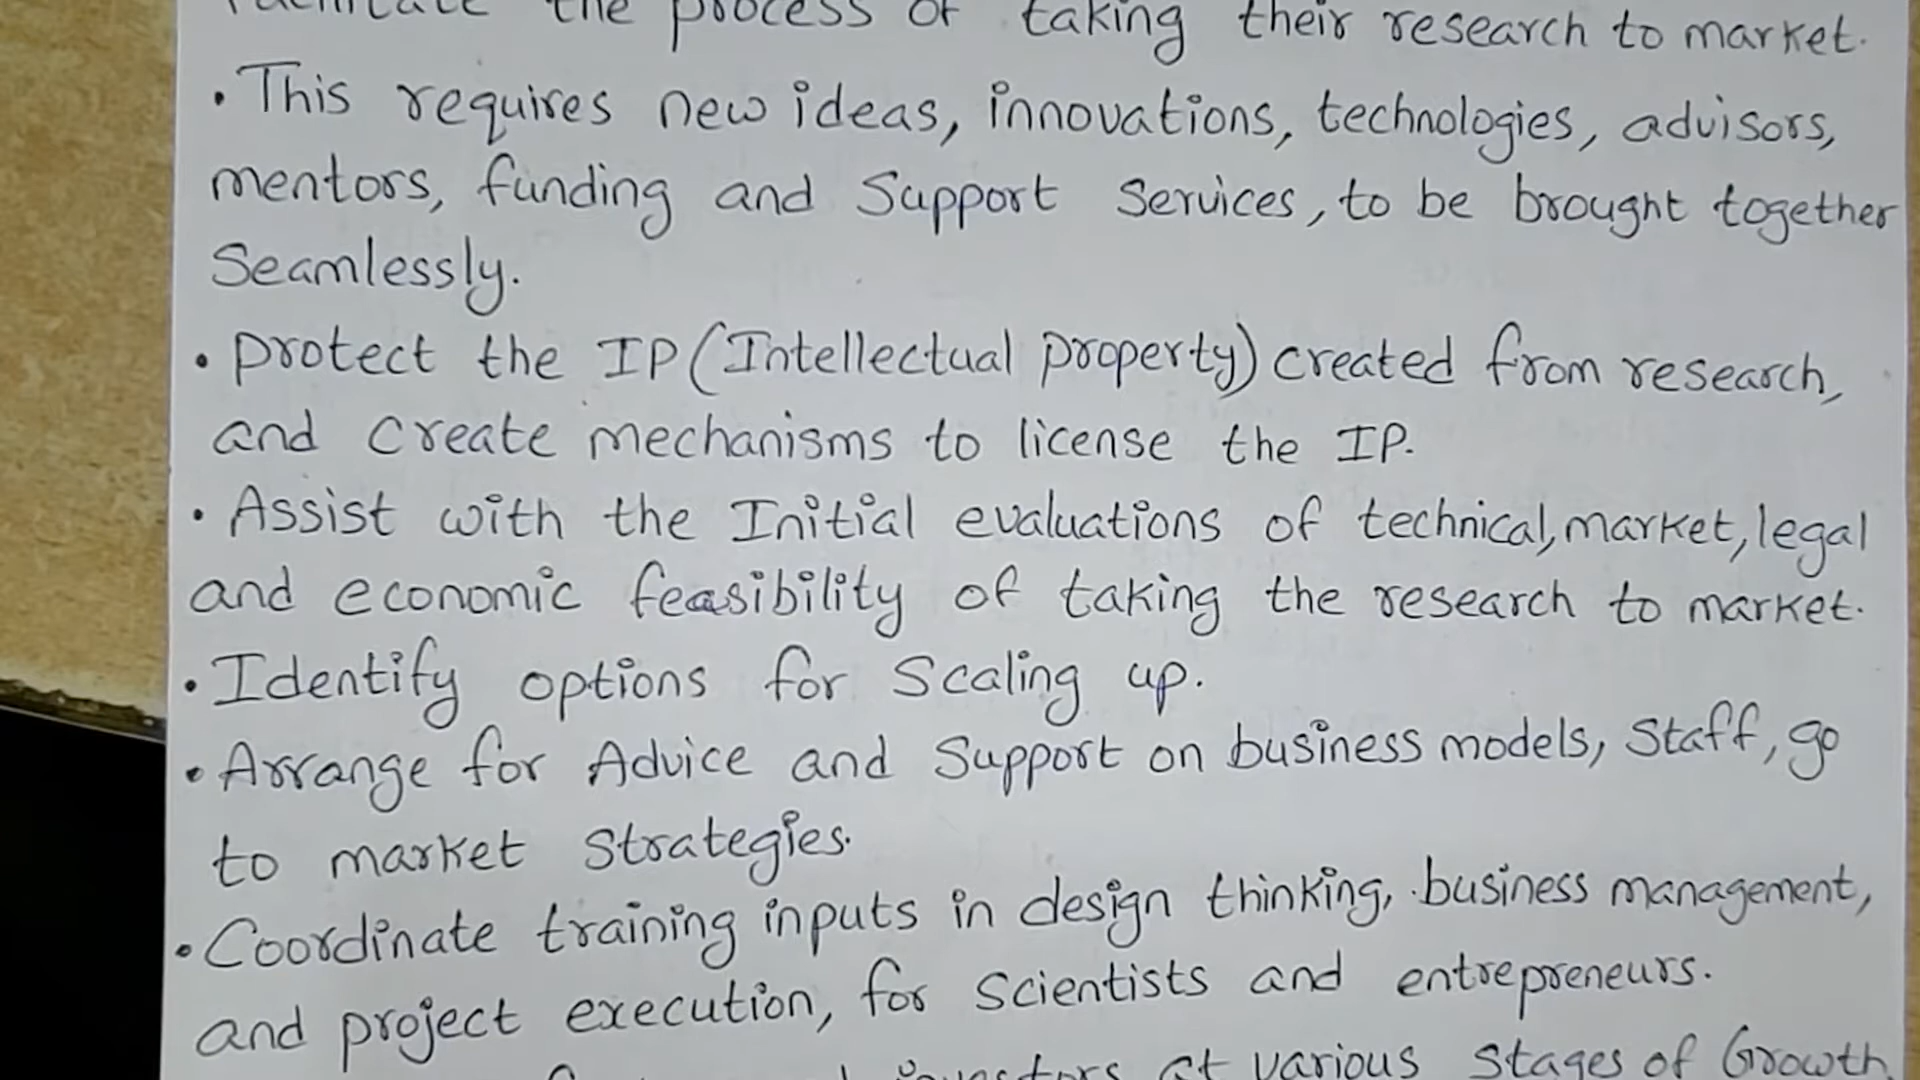 facilitate the process of taking their research to market.
• This requires new ideas, innovations, technologies, advisors,
mentors, funding and Support Services, to be brought together
Seamlessly.
• protect the IP (Intellectual property) created from research,
and create mechanisms to license the IP.
• Assist with the Initial evaluations of technical, market, legal
and economic feasibility of taking the research to market.
• Identify options for Scaling up.
• Arrange for Advice and Support on business models, Staff, go
to market Strategies.
• Coordinate training inputs in design thinking, business management,
and project execution, for Scientists and entrepreneurs.
investors at various Stages of Growth